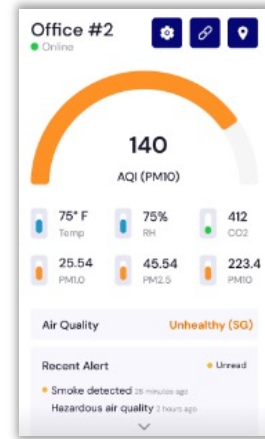 Office #2
Online
140
AQI (PM10)
75° F
Temp
75%
RH
412
CO2
25.54
PM1.0
45.54
PM2.5
223.4
PM10
Air Quality Unhealthy (SG)
Recent Alert Unread
Smoke detected 28 minutes ago
Hazardous air quality 2 hours ago